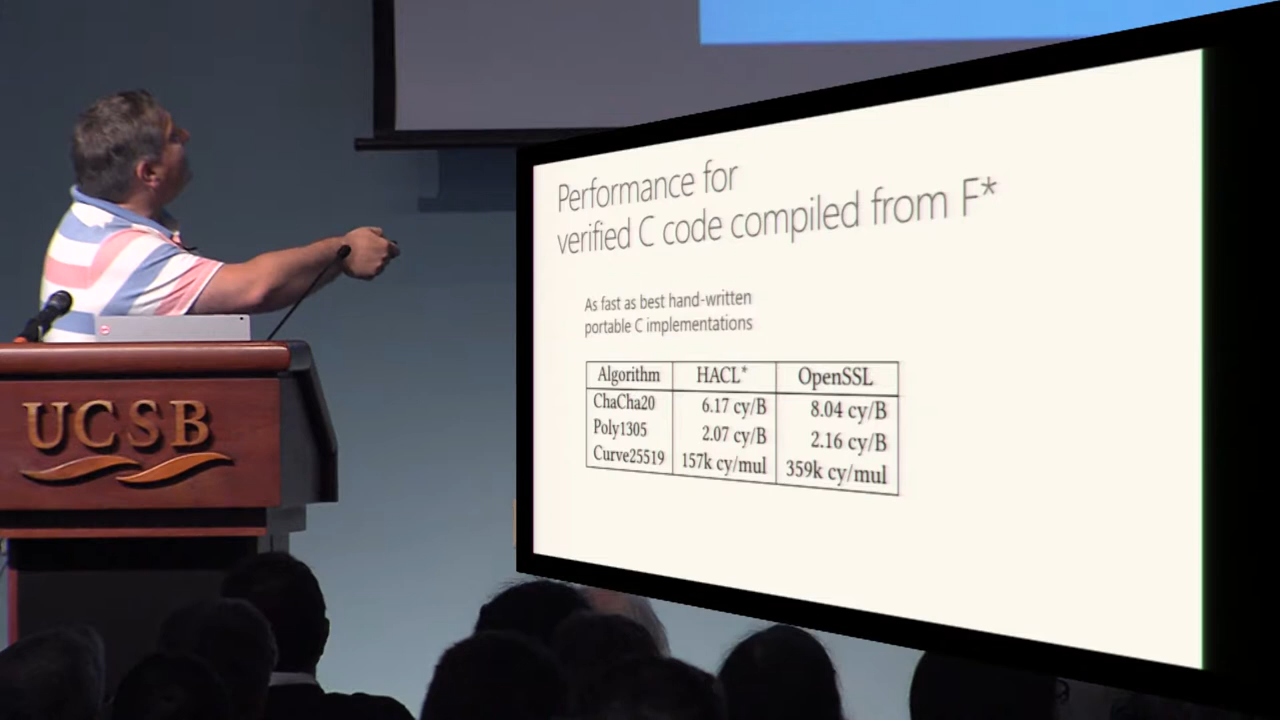 Performance for
verified C code compiled from F*
As fast as best hand-written
portable C implementations
Algorithm HACL* OpenSSL
ChaCha20 6.17 cy/B 8.04 cy/B
Poly1305 2.07 cy/B 2.16 cy/B
Curve25519 157k cy/mul 359k cy/mul
UCSB